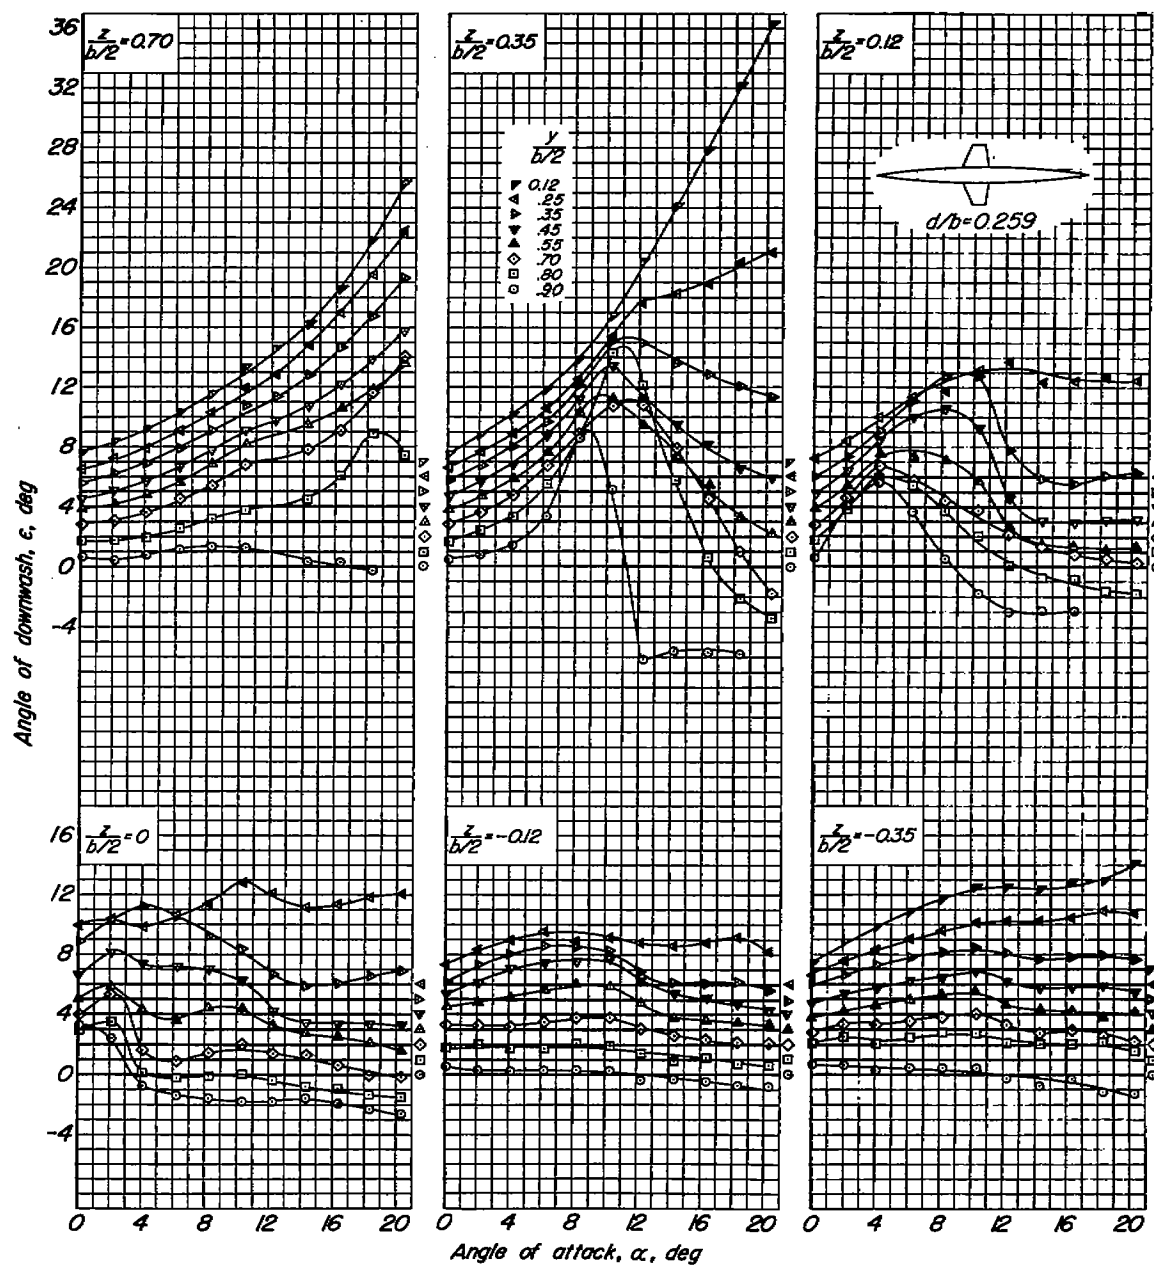 z/b/2 = 0.70
z/b/2 = 0.35
z/b/2 = 0.12
36
32
28
24
20
16
12
8
4
0
-4
y/b/2
0.12
.25
.35
.45
.55
.70
.80
.90
d/b = 0.259
Angle of downwash, ε, deg
z/b/2 = 0
z/b/2 = -0.12
z/b/2 = -0.35
16
12
8
4
0
-4
0 4 8 12 16 20
0 4 8 12 16 20
0 4 8 12 16 20
Angle of attack, α, deg